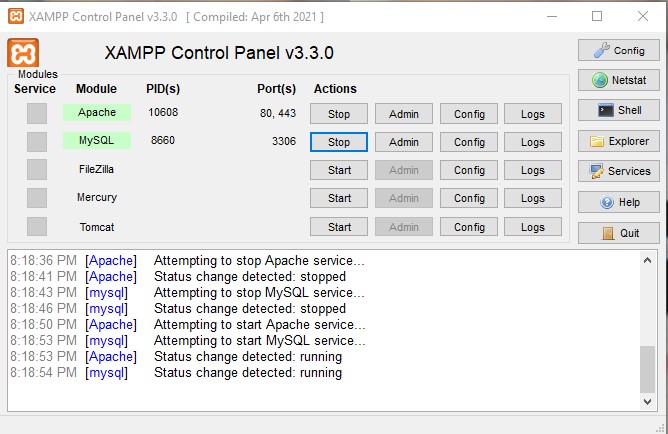 XAMPP Control Panel v3.3.0 [ Compiled: Apr 6th 2021 ]
XAMPP Control Panel v3.3.0
Config
Modules
Service Module PID(s) Port(s) Actions
Netstat
Apache 10608 80, 443 Stop Admin Config Logs
Shell
MySQL 8660 3306 Stop Admin Config Logs
Explorer
FileZilla Start Admin Config Logs
Services
Mercury Start Admin Config Logs
Help
Tomcat Start Admin Config Logs
Quit
8:18:36 PM [Apache] Attempting to stop Apache service...
8:18:41 PM [Apache] Status change detected: stopped
8:18:43 PM [mysql] Attempting to stop MySQL service...
8:18:46 PM [mysql] Status change detected: stopped
8:18:50 PM [Apache] Attempting to start Apache service...
8:18:53 PM [mysql] Attempting to start MySQL service...
8:18:53 PM [Apache] Status change detected: running
8:18:54 PM [mysql] Status change detected: running